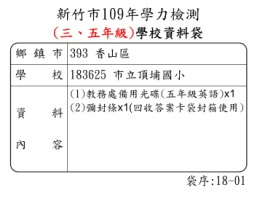 新竹市109年學力檢測
(三、五年級)學校資料袋
鄉鎮市 393 香山區
學校 183625 市立頂埔國小
資料內容
(1)教務處備用光碟(五年級英語)x1
(2)彌封條x1(回收答案卡袋封箱使用)
袋序:18-01